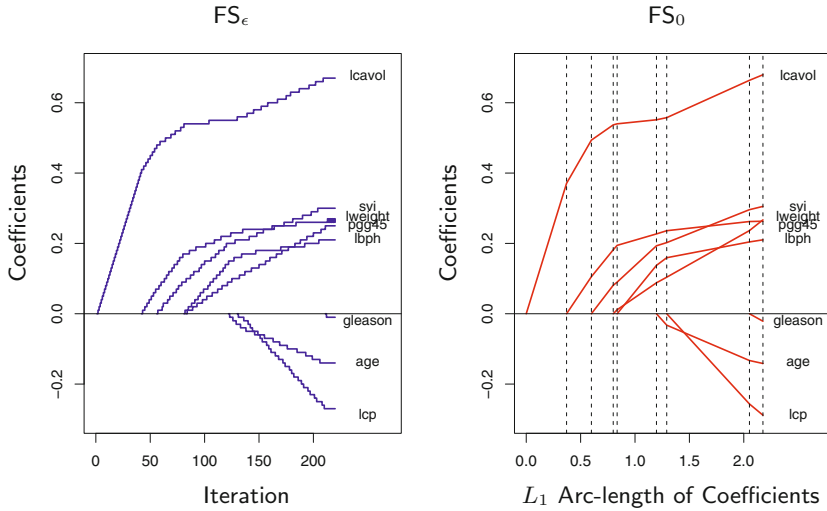 FSϵ
FS0
Coefficients
0.6
0.4
0.2
0.0
−0.2
lcavol
svi
lweight
pgg45
lbph
gleason
age
lcp
0
50
100
150
200
Iteration
Coefficients
0.6
0.4
0.2
0.0
−0.2
lcavol
svi
lweight
pgg45
lbph
gleason
age
lcp
0.0
0.5
1.0
1.5
2.0
L1 Arc-length of Coefficients